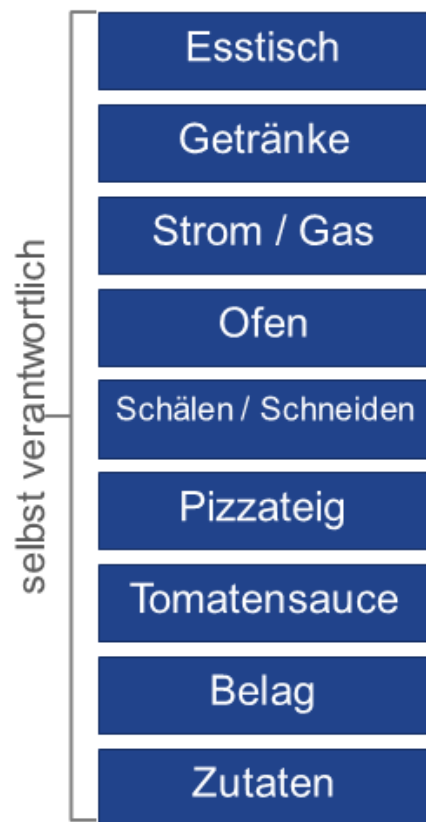 Esstisch
Getränke
Strom / Gas
Ofen
Schälen / Schneiden
Pizzateig
Tomatensauce
Belag
Zutaten
selbst verantwortlich